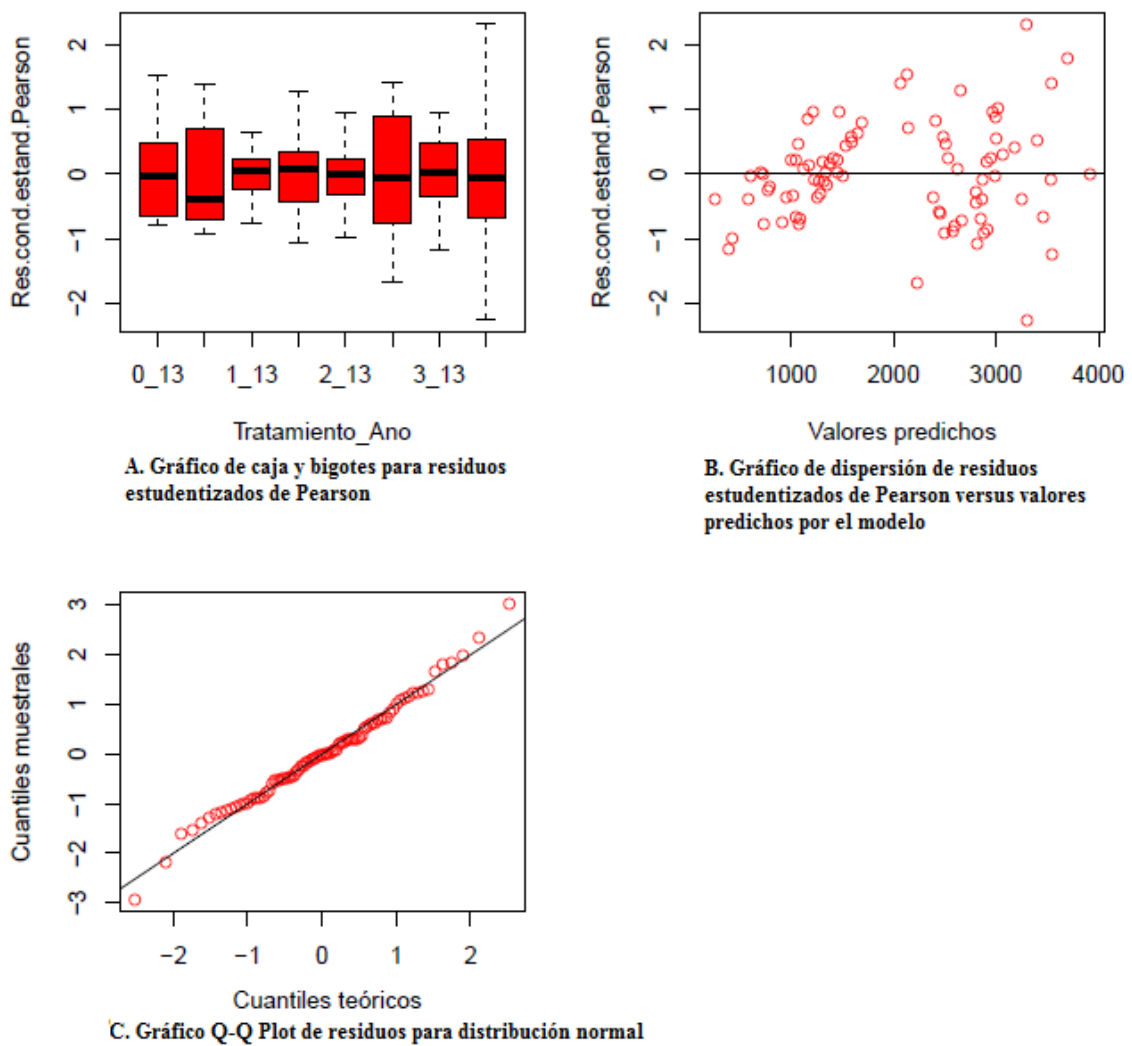 Res.cond.estand.Pearson
2
1
0
−1
−2
0_13 1_13 2_13 3_13
Tratamiento_Ano
A. Gráfico de caja y bigotes para residuos
estudentizados de Pearson
Res.cond.estand.Pearson
2
1
0
−1
−2
1000 2000 3000 4000
Valores predichos
B. Gráfico de dispersión de residuos
estudentizados de Pearson versus valores
predichos por el modelo
Cuantiles muestrales
3
2
1
0
−1
−2
−3
−2 −1 0 1 2
Cuantiles teóricos
C. Gráfico Q-Q Plot de residuos para distribución normal